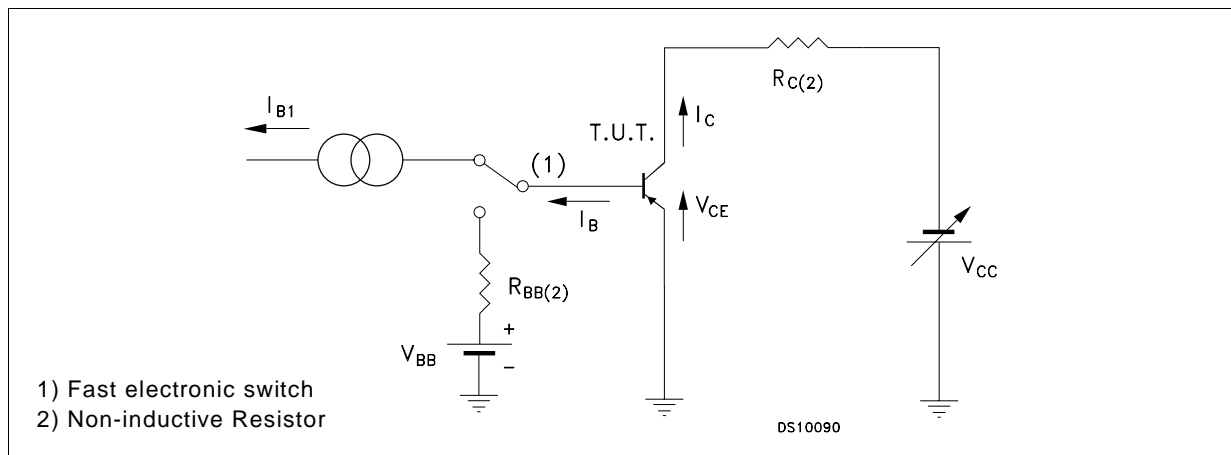 R_C(2)
I_B1
I_C
T.U.T.
(1)
I_B
V_CE
V_CC
R_BB(2)
+
V_BB
−
1) Fast electronic switch
2) Non-inductive Resistor
DS10090